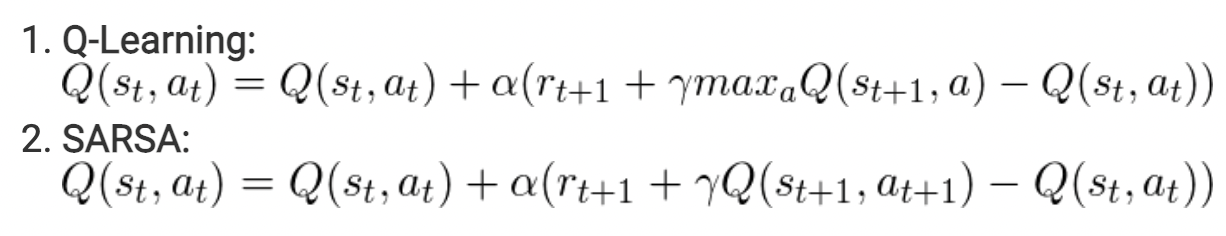 1. Q-Learning:
Q(s_t, a_t) = Q(s_t, a_t) + α(r_{t+1} + γmax_aQ(s_{t+1}, a) − Q(s_t, a_t))
2. SARSA:
Q(s_t, a_t) = Q(s_t, a_t) + α(r_{t+1} + γQ(s_{t+1}, a_{t+1}) − Q(s_t, a_t))